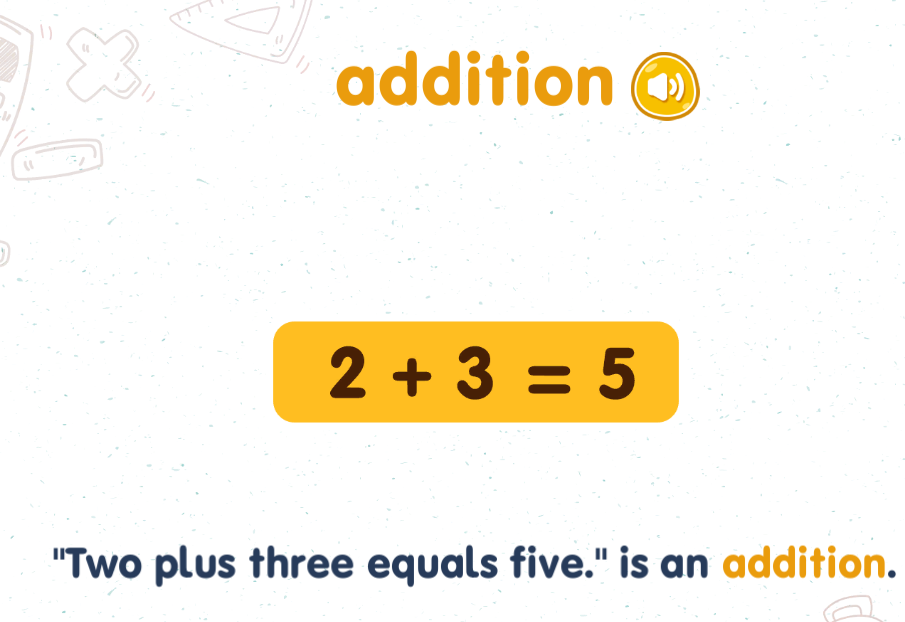 addition
2 + 3 = 5
"Two plus three equals five." is an addition.